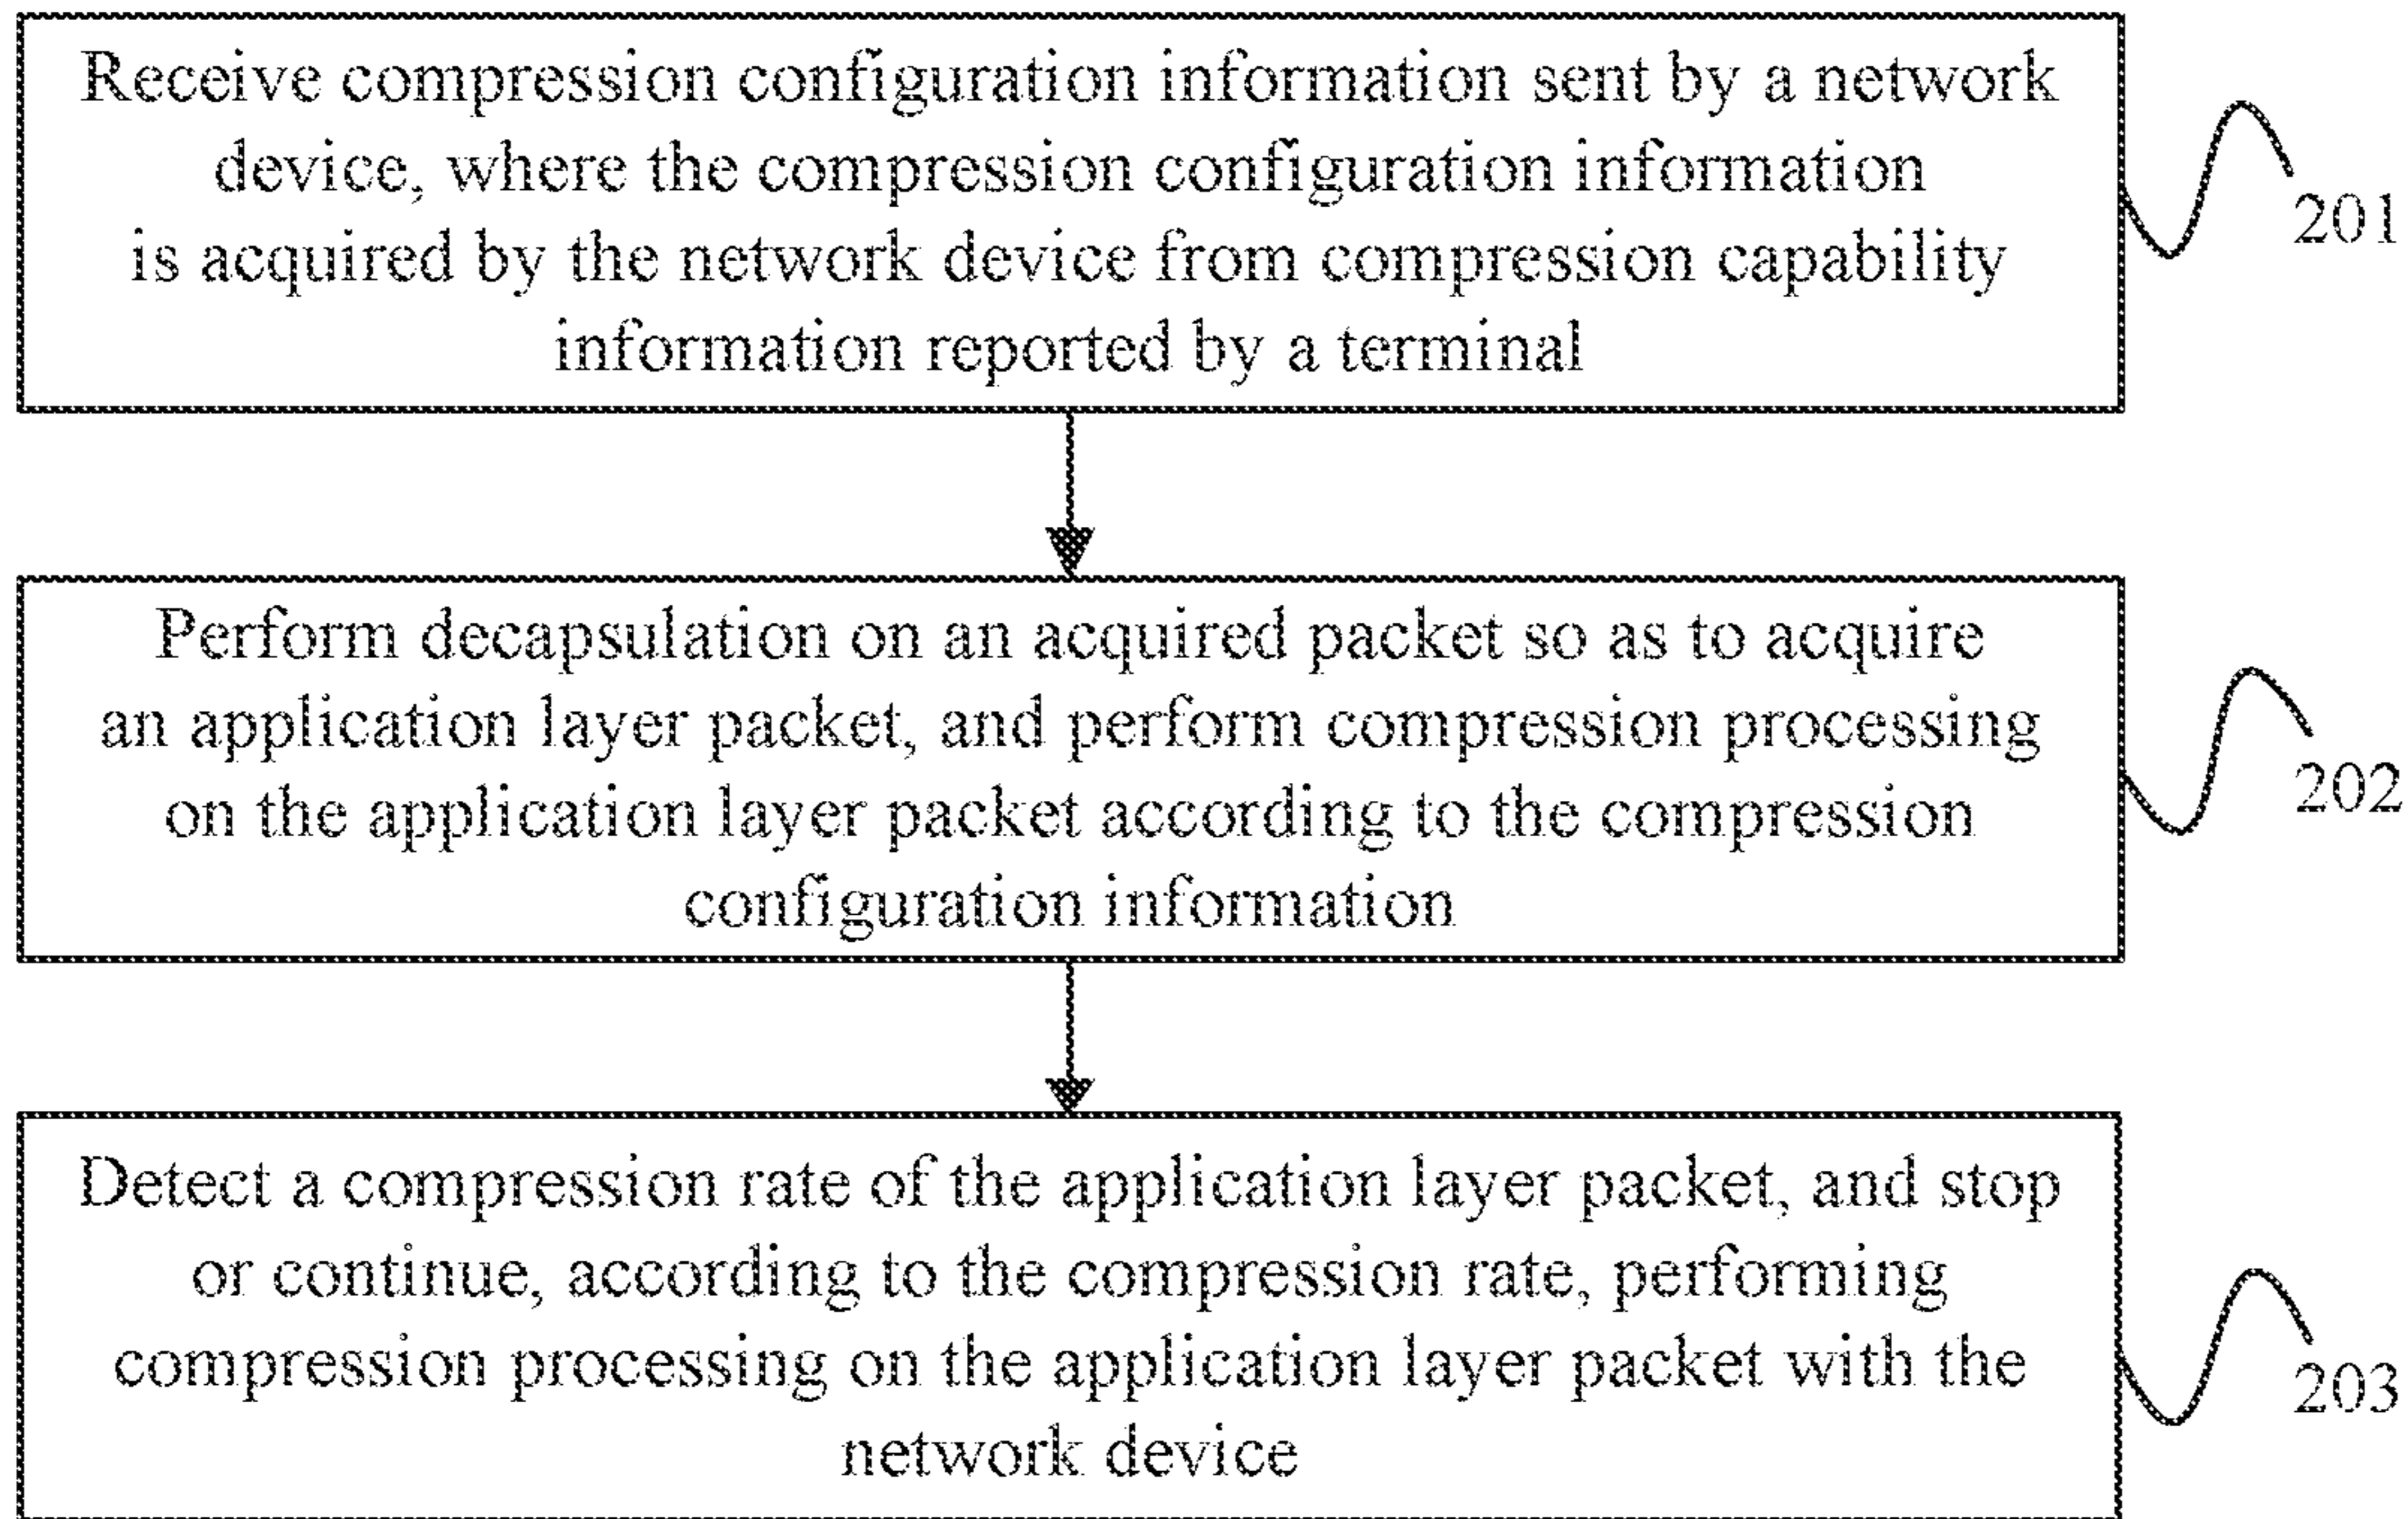 Receive compression configuration information sent by a network
device, where the compression configuration information
is acquired by the network device from compression capability
information reported by a terminal
201
Perform decapsulation on an acquired packet so as to acquire
an application layer packet, and perform compression processing
on the application layer packet according to the compression
configuration information
202
Detect a compression rate of the application layer packet, and stop
or continue, according to the compression rate, performing
compression processing on the application layer packet with the
network device
203